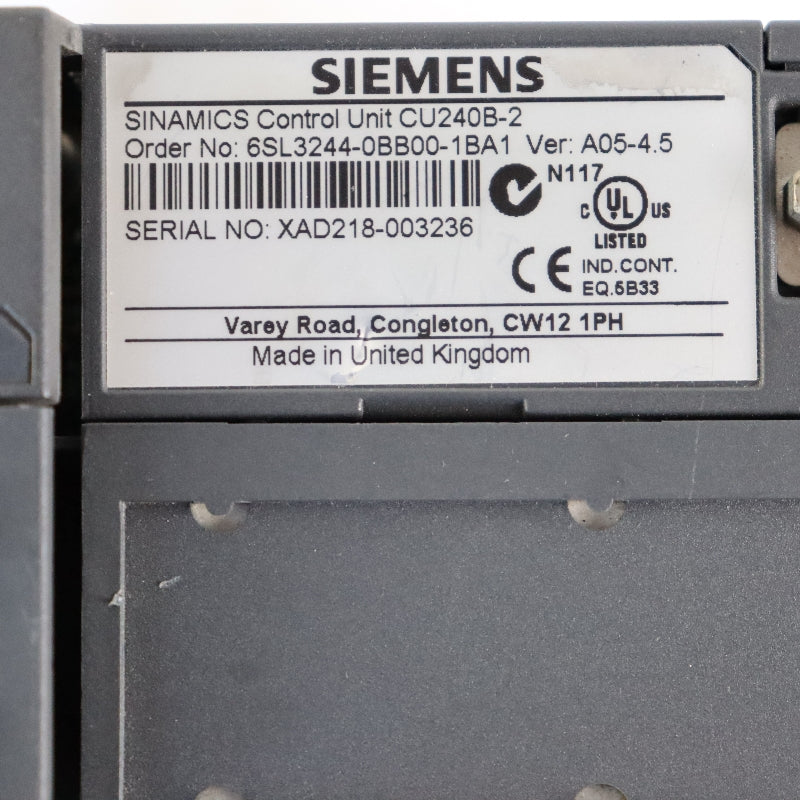 SIEMENS
SINAMICS Control Unit CU240B-2
Order No: 6SL3244-0BB00-1BA1 Ver: A05-4.5
N117
C UL US
LISTED
SERIAL NO: XAD218-003236
CE IND.CONT.
EQ.5B33
Varey Road, Congleton, CW12 1PH
Made in United Kingdom